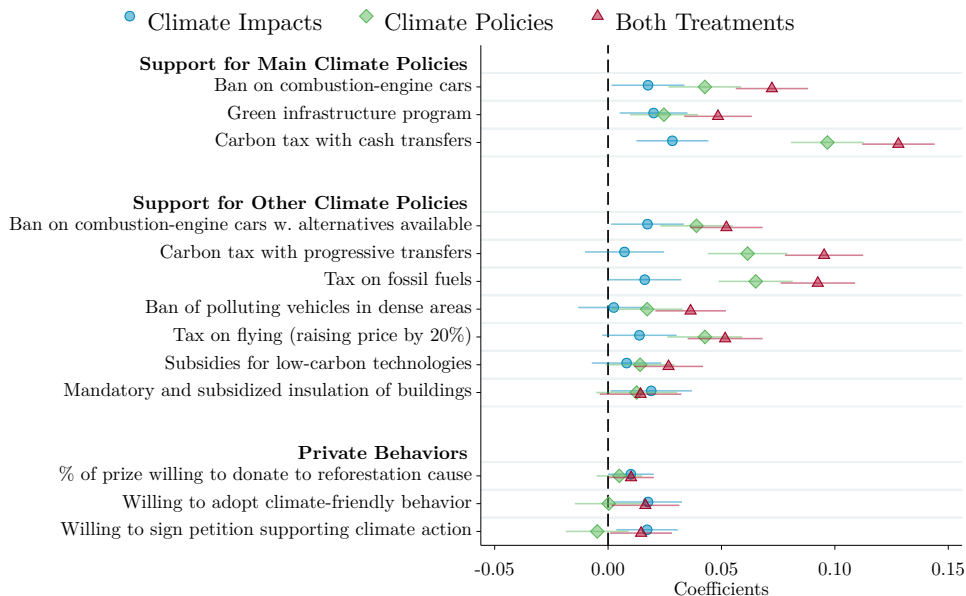 Climate Impacts Climate Policies Both Treatments
Support for Main Climate Policies
Ban on combustion-engine cars
Green infrastructure program
Carbon tax with cash transfers
Support for Other Climate Policies
Ban on combustion-engine cars w. alternatives available
Carbon tax with progressive transfers
Tax on fossil fuels
Ban of polluting vehicles in dense areas
Tax on flying (raising price by 20%)
Subsidies for low-carbon technologies
Mandatory and subsidized insulation of buildings
Private Behaviors
% of prize willing to donate to reforestation cause
Willing to adopt climate-friendly behavior
Willing to sign petition supporting climate action
-0.05 0.00 0.05 0.10 0.15
Coefficients